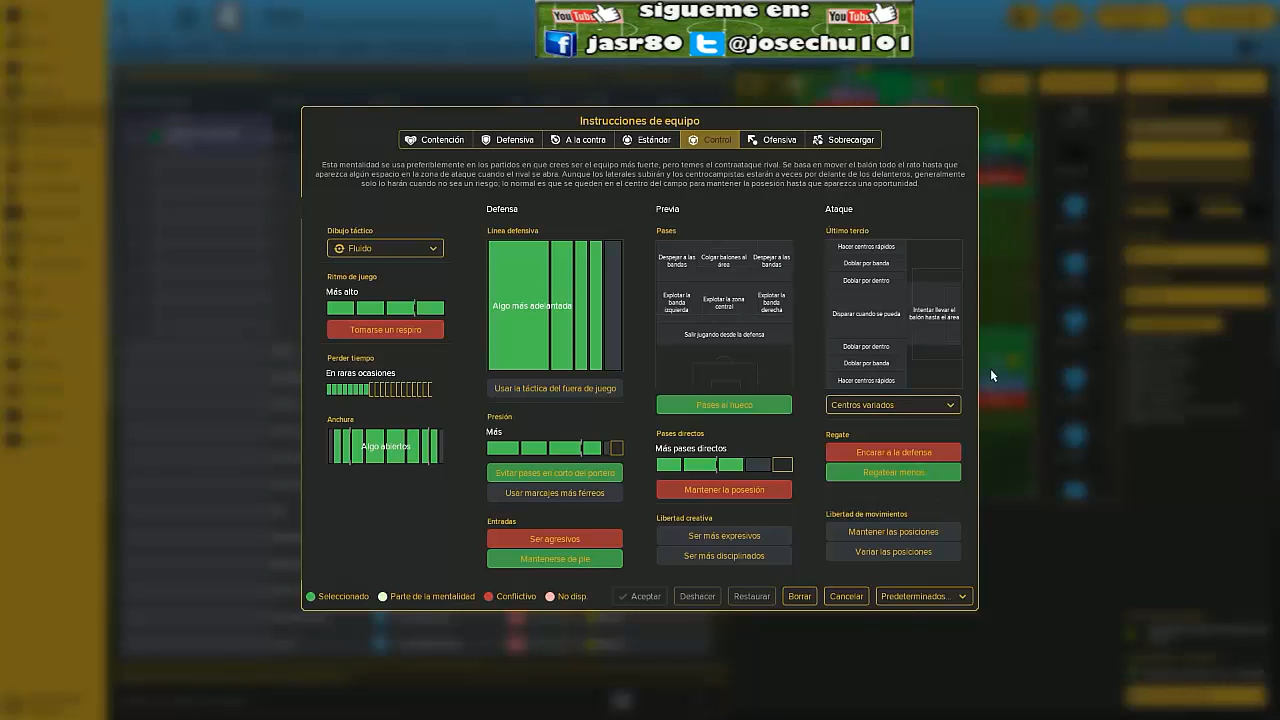 sigueme en:
You Tube
You Tube
f jasr80 @josechu101
Instrucciones de equipo
Contención
Defensiva
A la contra
Estándar
Control
Ofensiva
Sobrecargar
Esta mentalidad se usa preferiblemente en los partidos en que crees ser el equipo más fuerte, pero temes el contraataque rival. Se basa en mover el balón todo el rato hasta que
aparezca algún espacio en la zona de ataque cuando el rival se abra. Aunque los laterales subirán y los centrocampistas estarán a veces por delante de los delanteros, generalmente
solo lo harán cuando no sea un riesgo; lo normal es que se queden en el centro del campo para mantener la posesión hasta que aparezca una oportunidad.
Dibujo táctico
Fluido
Ritmo de juego
Más alto
Tomarse un respiro
Perder tiempo
En raras ocasiones
Anchura
Algo abiertos
Defensa
Línea defensiva
Algo más adelantada
Usar la táctica del fuera de juego
Presión
Más
Evitar pases en corto del portero
Usar marcajes más férreos
Entradas
Ser agresivos
Mantenerse de pie
Previa
Pases
Despejar a las
bandas
Colgar balones al
área
Despejar a las
bandas
Explotar la
banda
izquierda
Explotar la zona
central
Explotar la
banda
derecha
Salir jugando desde la defensa
Pases al hueco
Pases directos
Más pases directos
Mantener la posesión
Libertad creativa
Ser más expresivos
Ser más disciplinados
Ataque
Último tercio
Hacer centros rápidos
Doblar por banda
Doblar por dentro
Disparar cuando se pueda
Intentar llevar el
balón hasta el área
Doblar por dentro
Doblar por banda
Hacer centros rápidos
Centros variados
Regate
Encarar a la defensa
Regatear menos
Libertad de movimientos
Mantener las posiciones
Variar las posiciones
Seleccionado
Parte de la mentalidad
Conflictivo
No disp.
Aceptar
Deshacer
Restaurar
Borrar
Cancelar
Predeterminados...